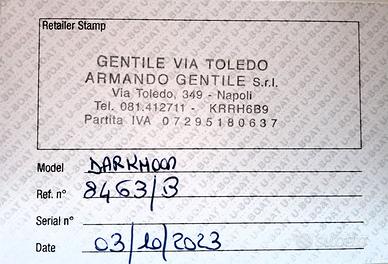 Retailer Stamp
GENTILE VIA TOLEDO
ARMANDO GENTILE S.r.l.
Via Toledo, 349 - Napoli
Tel. 081.412711 - KRRH6B9
Partita IVA 07295180637
Model DARKMOON
Ref. n° 8463/B
Serial n°
Date 03/10/2023